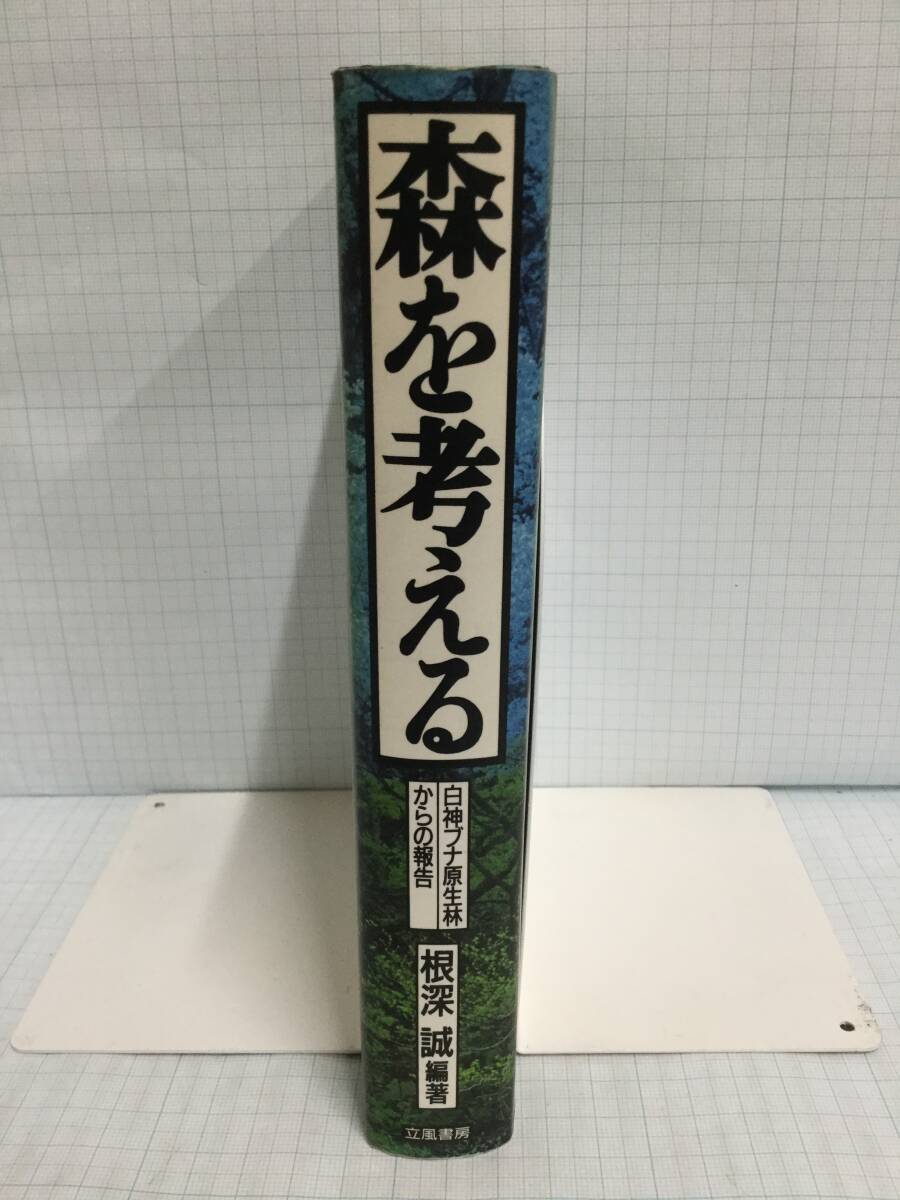 森を考える
白神ブナ原生林
からの報告
根深 誠 編著
立風書房